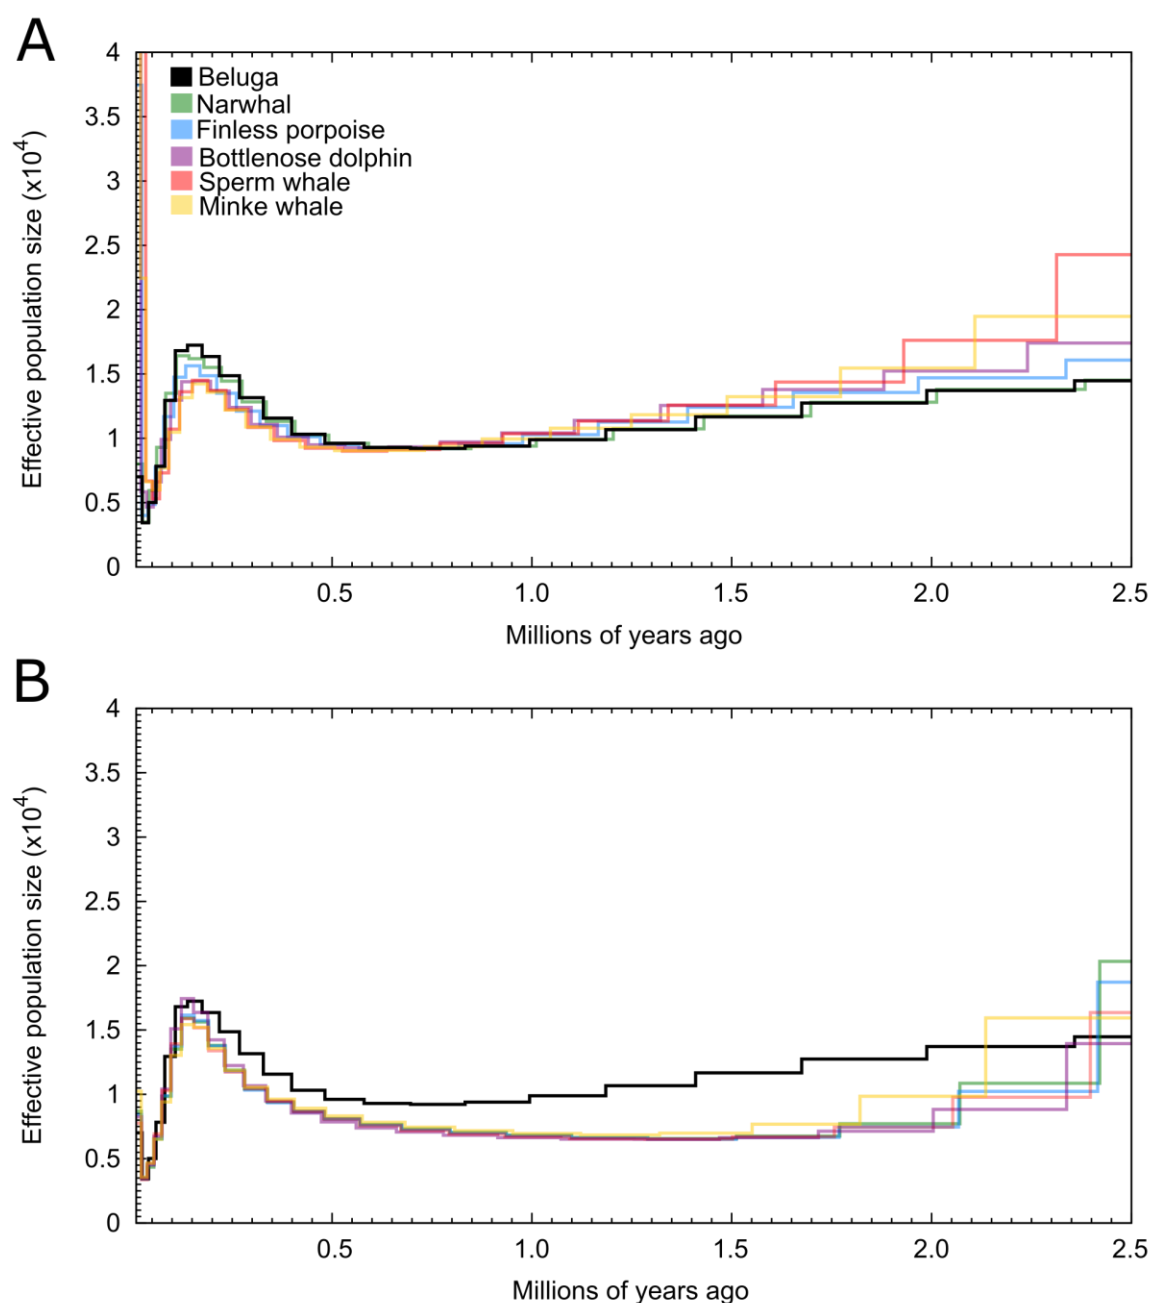 A
4
3.5
3
2.5
2
1.5
1
0.5
0
Effective population size (x10⁴)
Beluga
Narwhal
Finless porpoise
Bottlenose dolphin
Sperm whale
Minke whale
0.5 1.0 1.5 2.0 2.5
Millions of years ago
B
4
3.5
3
2.5
2
1.5
1
0.5
0
Effective population size (x10⁴)
0.5 1.0 1.5 2.0 2.5
Millions of years ago